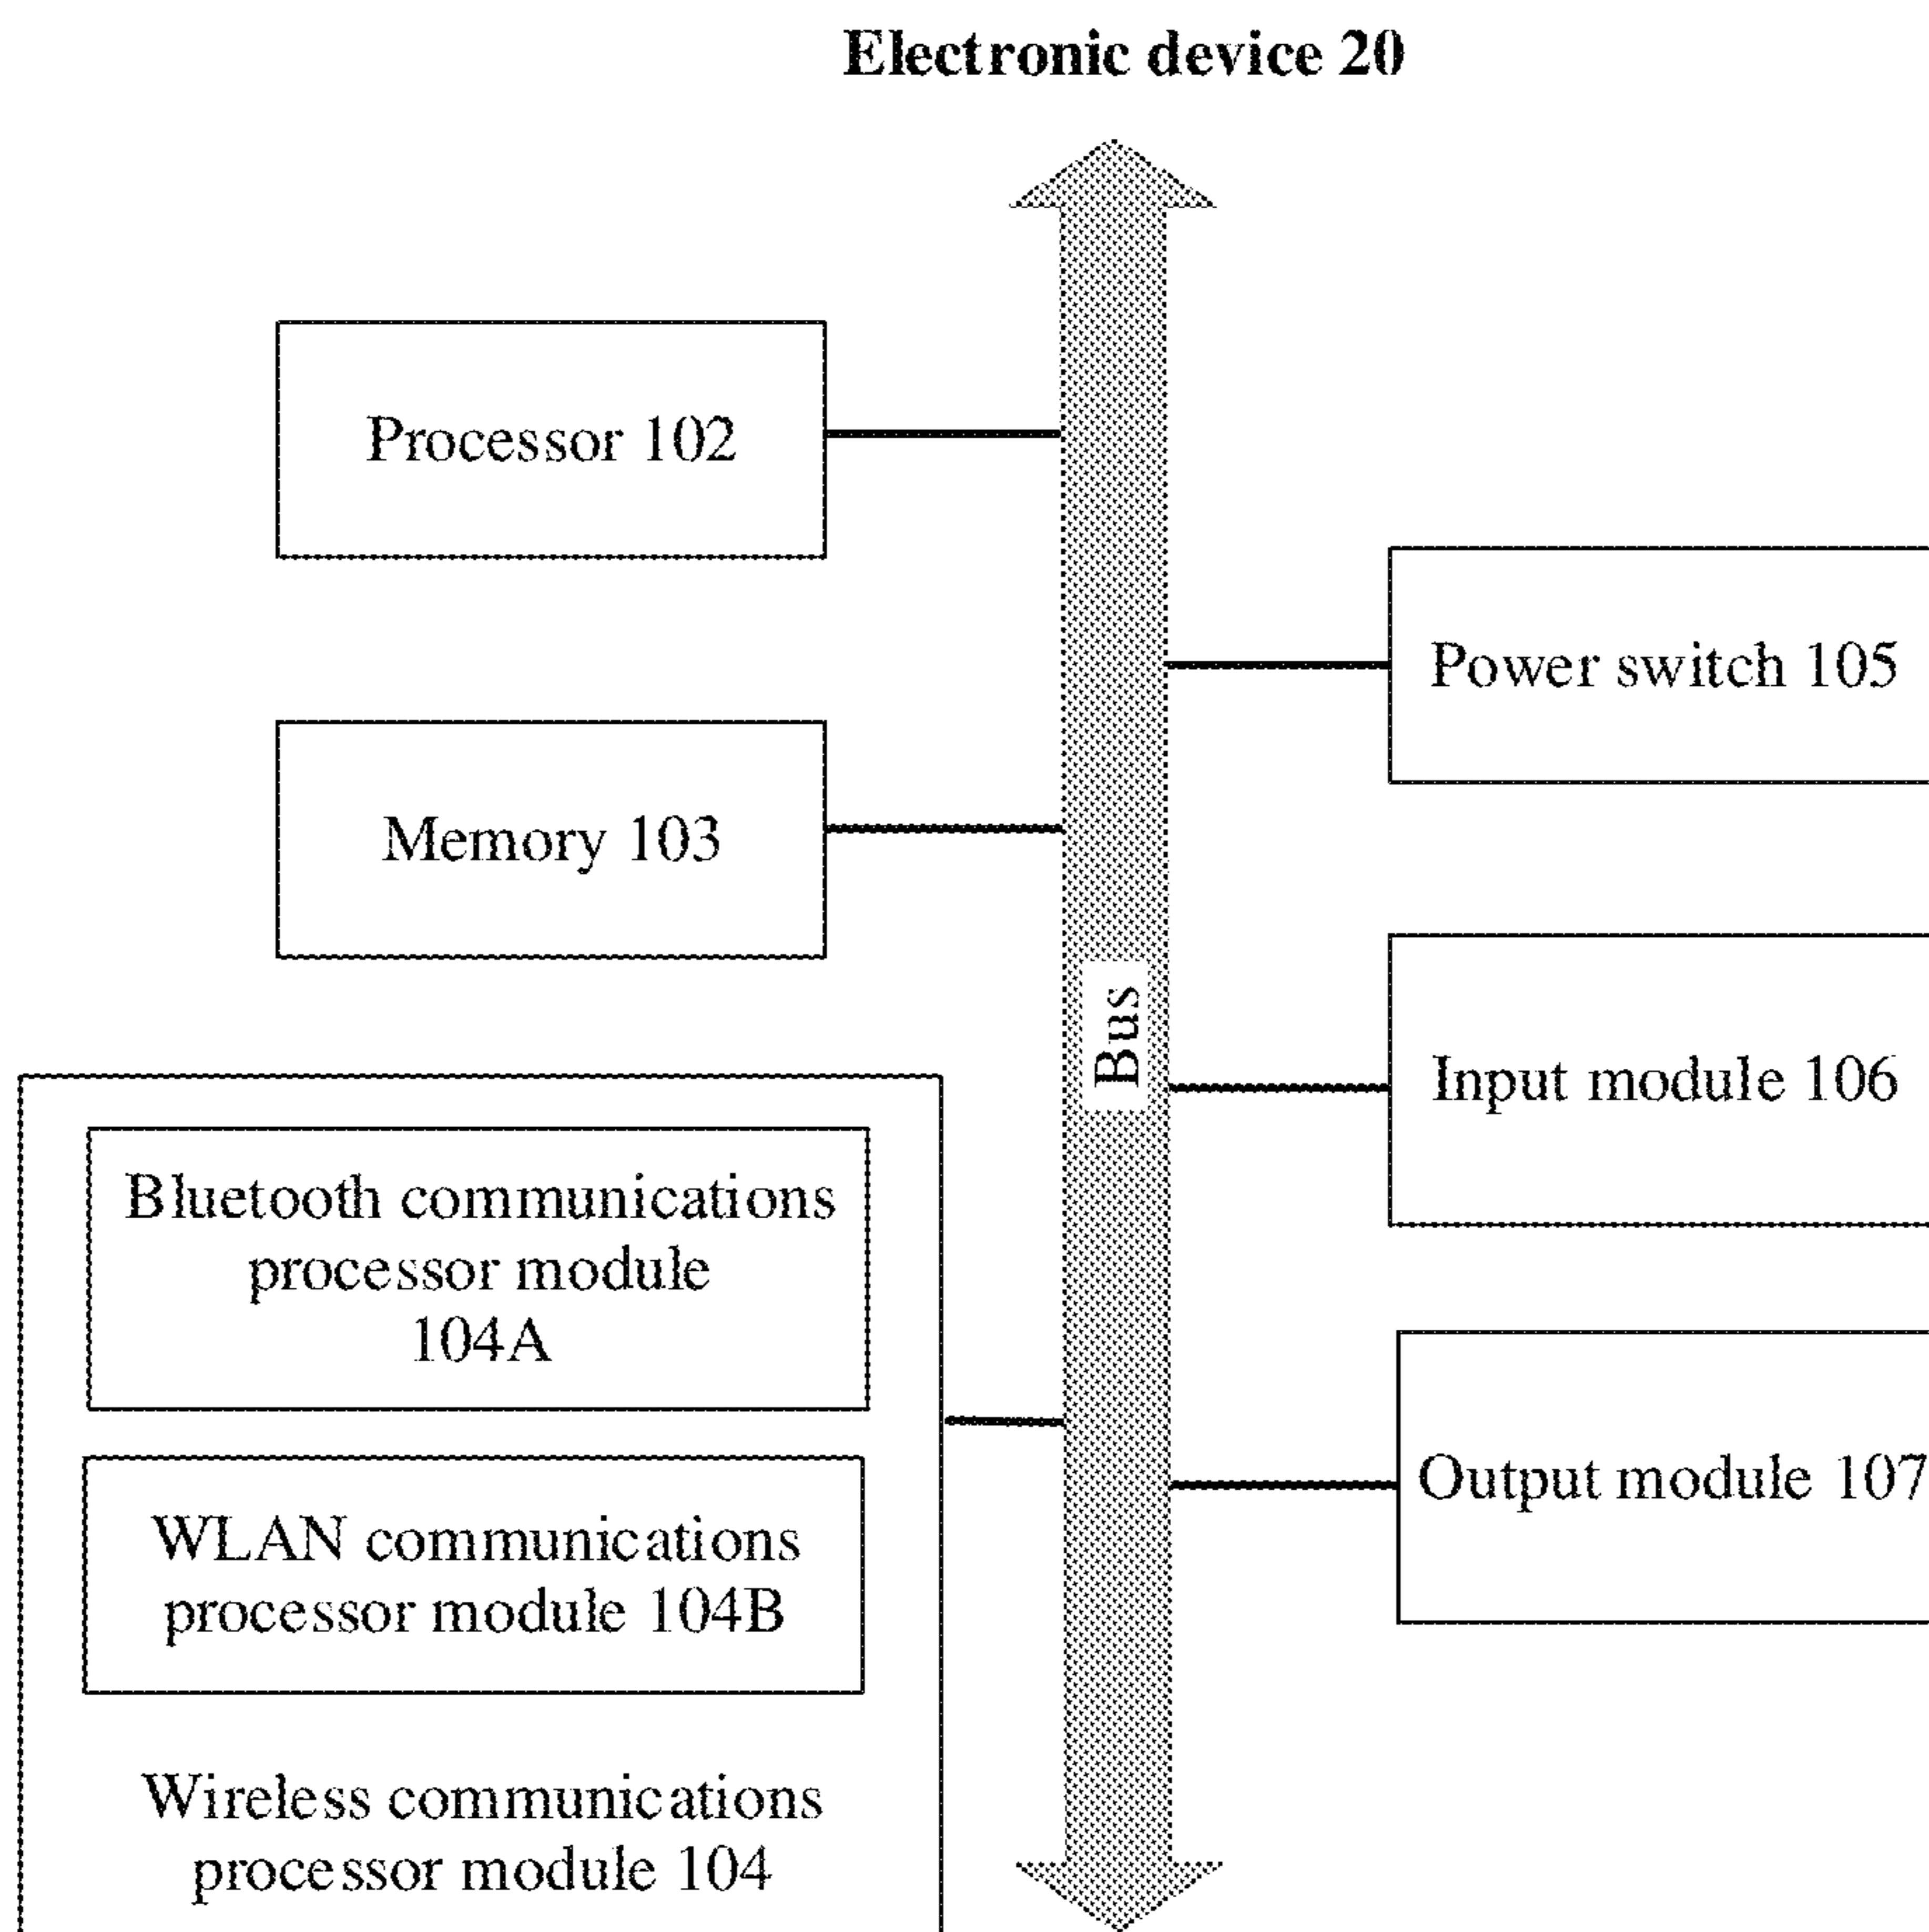 Electronic device 20
Processor 102
Power switch 105
Memory 103
Bus
Input module 106
Bluetooth communications
processor module
104A
Output module 107
WLAN communications
processor module 104B
Wireless communications
processor module 104